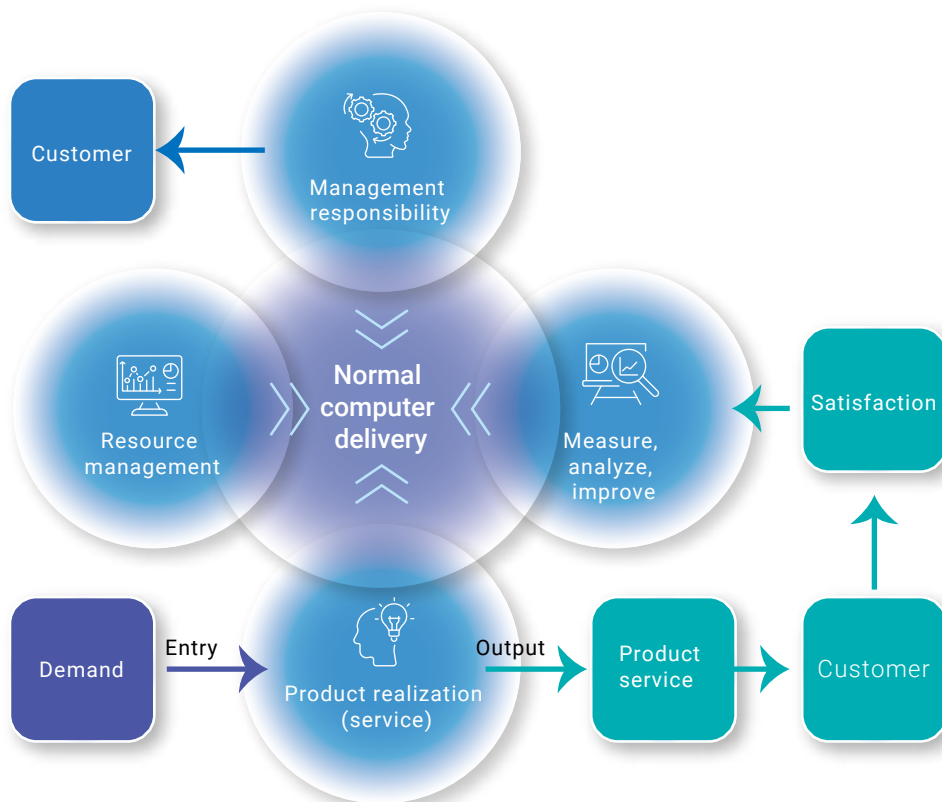 Customer
Management
responsibility
Normal
computer
delivery
Resource
management
Measure,
analyze,
improve
Satisfaction
Demand
Entry
Product realization
(service)
Output
Product
service
Customer